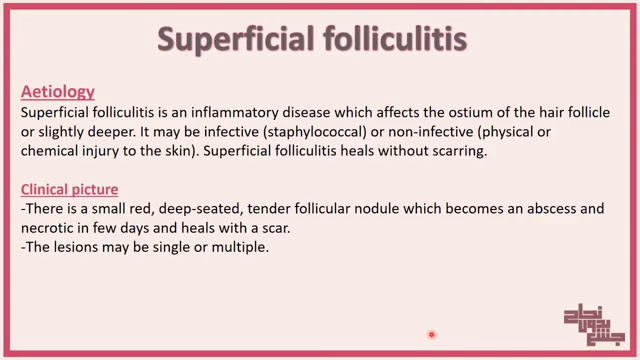 Superficial folliculitis
Aetiology
Superficial folliculitis is an inflammatory disease which affects the ostium of the hair follicle
or slightly deeper. It may be infective (staphylococcal) or non-infective (physical or
chemical injury to the skin). Superficial folliculitis heals without scarring.
Clinical picture
-There is a small red, deep-seated, tender follicular nodule which becomes an abscess and
necrotic in few days and heals with a scar.
-The lesions may be single or multiple.
نجاح
بدون
جشع